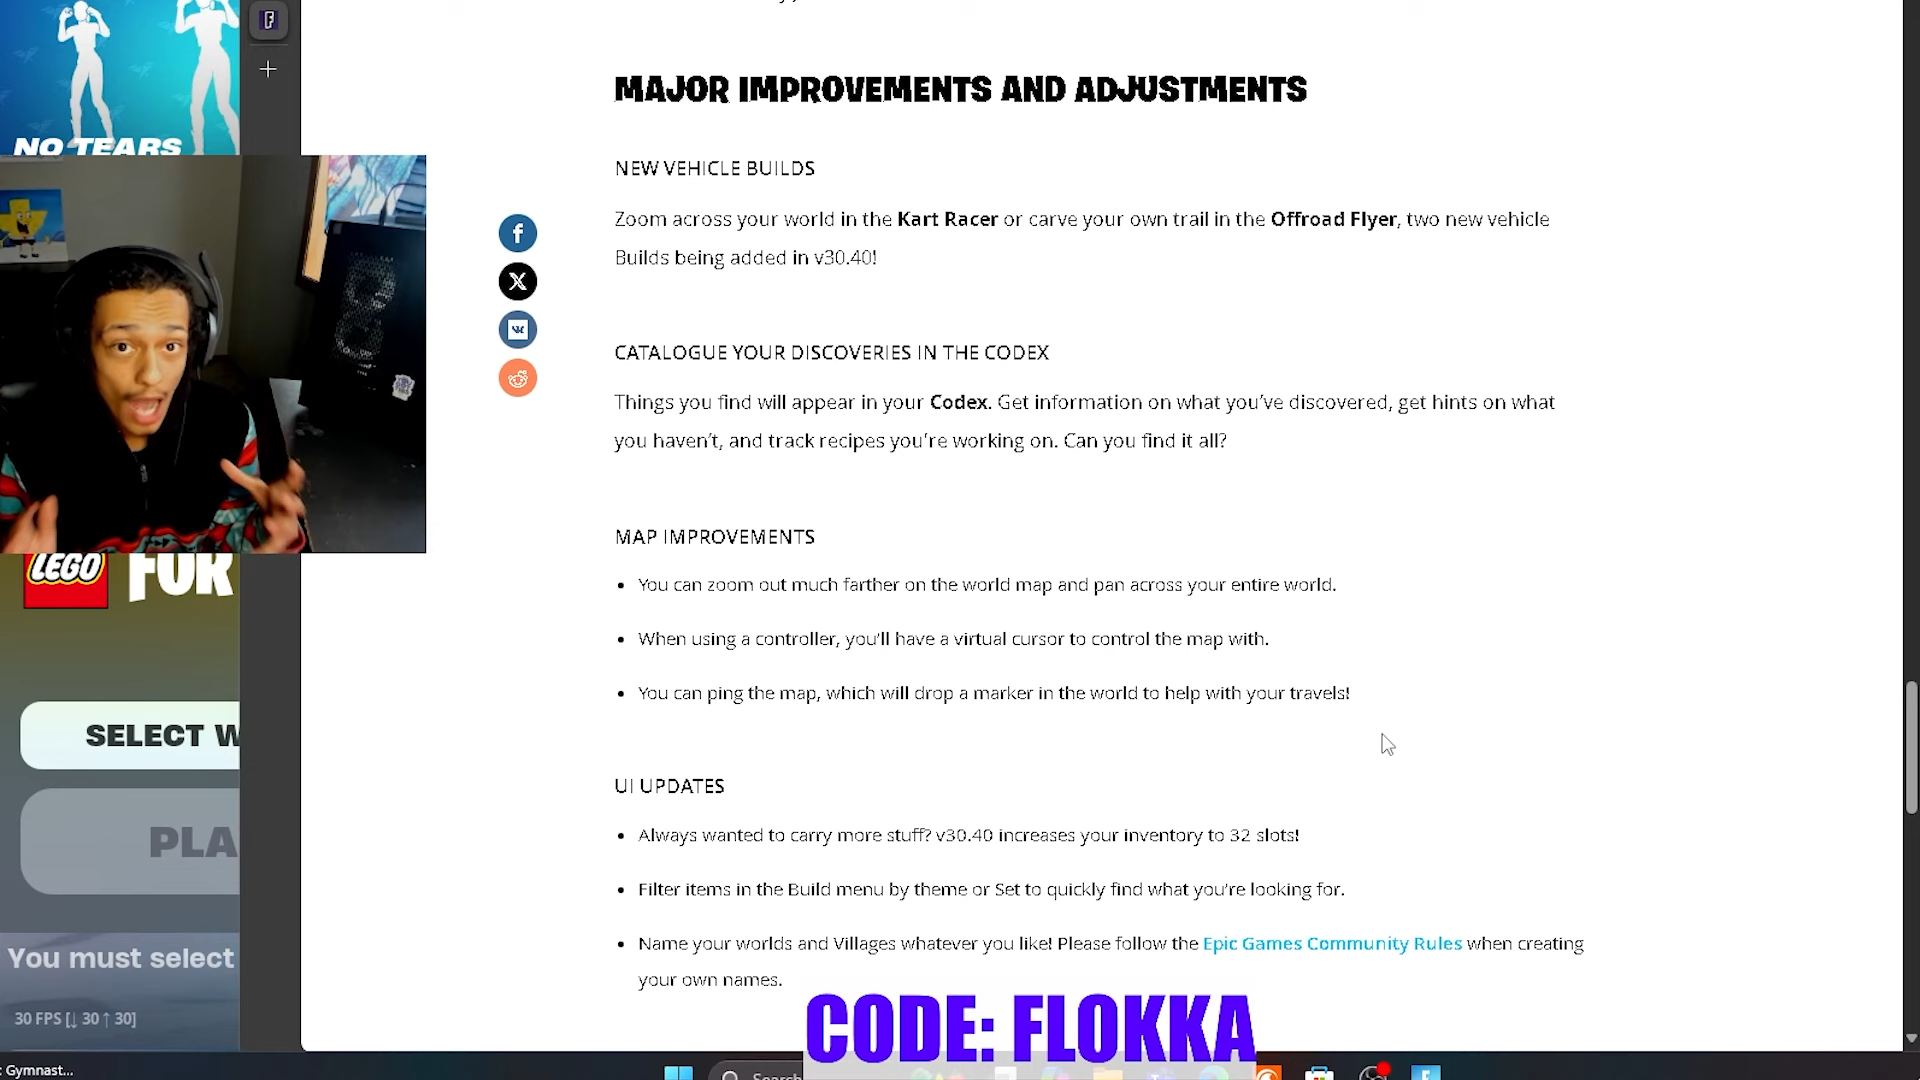 MAJOR IMPROVEMENTS AND ADJUSTMENTS
NO TEARS
NEW VEHICLE BUILDS
Zoom across your world in the Kart Racer or carve your own trail in the Offroad Flyer, two new vehicle
Builds being added in v30.40!
CATALOGUE YOUR DISCOVERIES IN THE CODEX
Things you find will appear in your Codex. Get information on what you've discovered, get hints on what
you haven't, and track recipes you're working on. Can you find it all?
MAP IMPROVEMENTS
LEGO FOR
• You can zoom out much farther on the world map and pan across your entire world.
• When using a controller, you'll have a virtual cursor to control the map with.
• You can ping the map, which will drop a marker in the world to help with your travels!
SELECT W
UI UPDATES
• Always wanted to carry more stuff? v30.40 increases your inventory to 32 slots!
PLA
• Filter items in the Build menu by theme or Set to quickly find what you're looking for.
• Name your worlds and Villages whatever you like! Please follow the Epic Games Community Rules when creating
your own names.
You must select
30 FPS [↓ 30 ↑ 30]
CODE: FLOKKA
: Gymnast...
Search